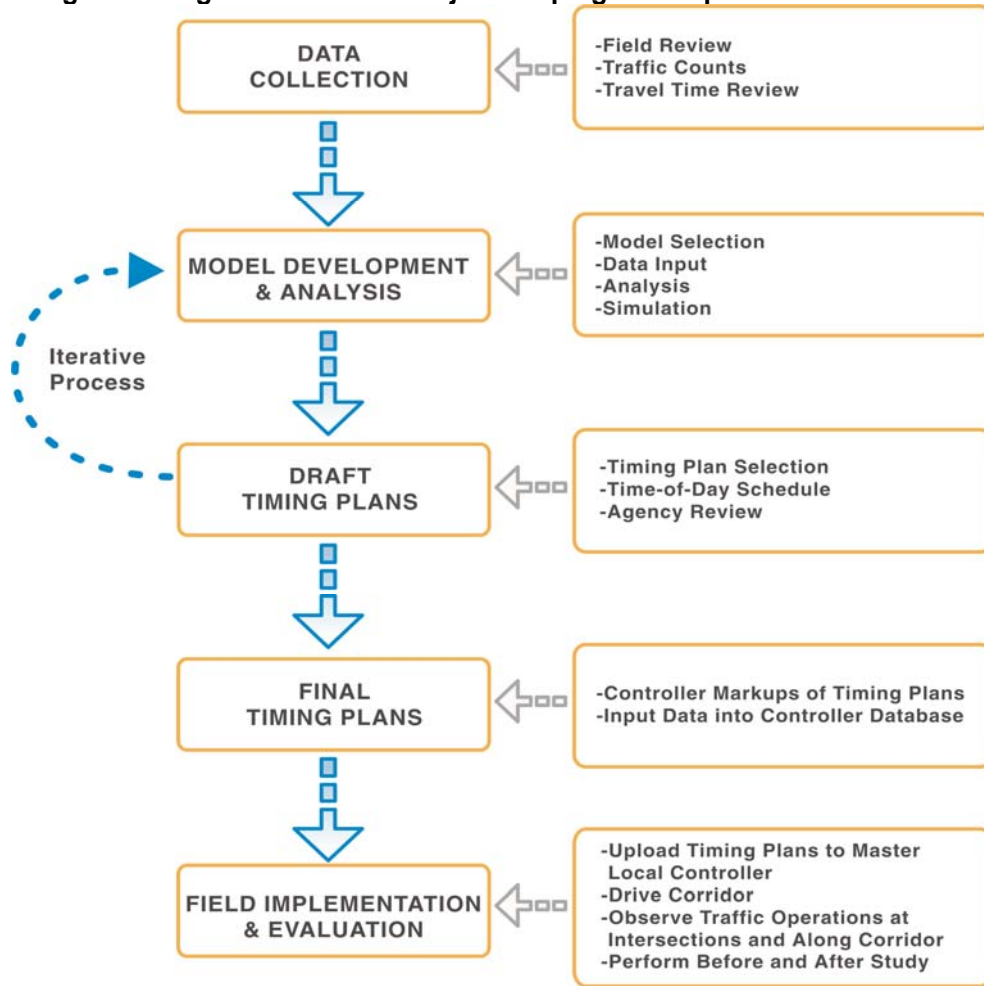 DATA
COLLECTION
-Field Review
-Traffic Counts
-Travel Time Review
MODEL DEVELOPMENT
& ANALYSIS
-Model Selection
-Data Input
-Analysis
-Simulation
Iterative
Process
DRAFT
TIMING PLANS
-Timing Plan Selection
-Time-of-Day Schedule
-Agency Review
FINAL
TIMING PLANS
-Controller Markups of Timing Plans
-Input Data into Controller Database
FIELD IMPLEMENTATION
& EVALUATION
-Upload Timing Plans to Master
Local Controller
-Drive Corridor
-Observe Traffic Operations at
Intersections and Along Corridor
-Perform Before and After Study